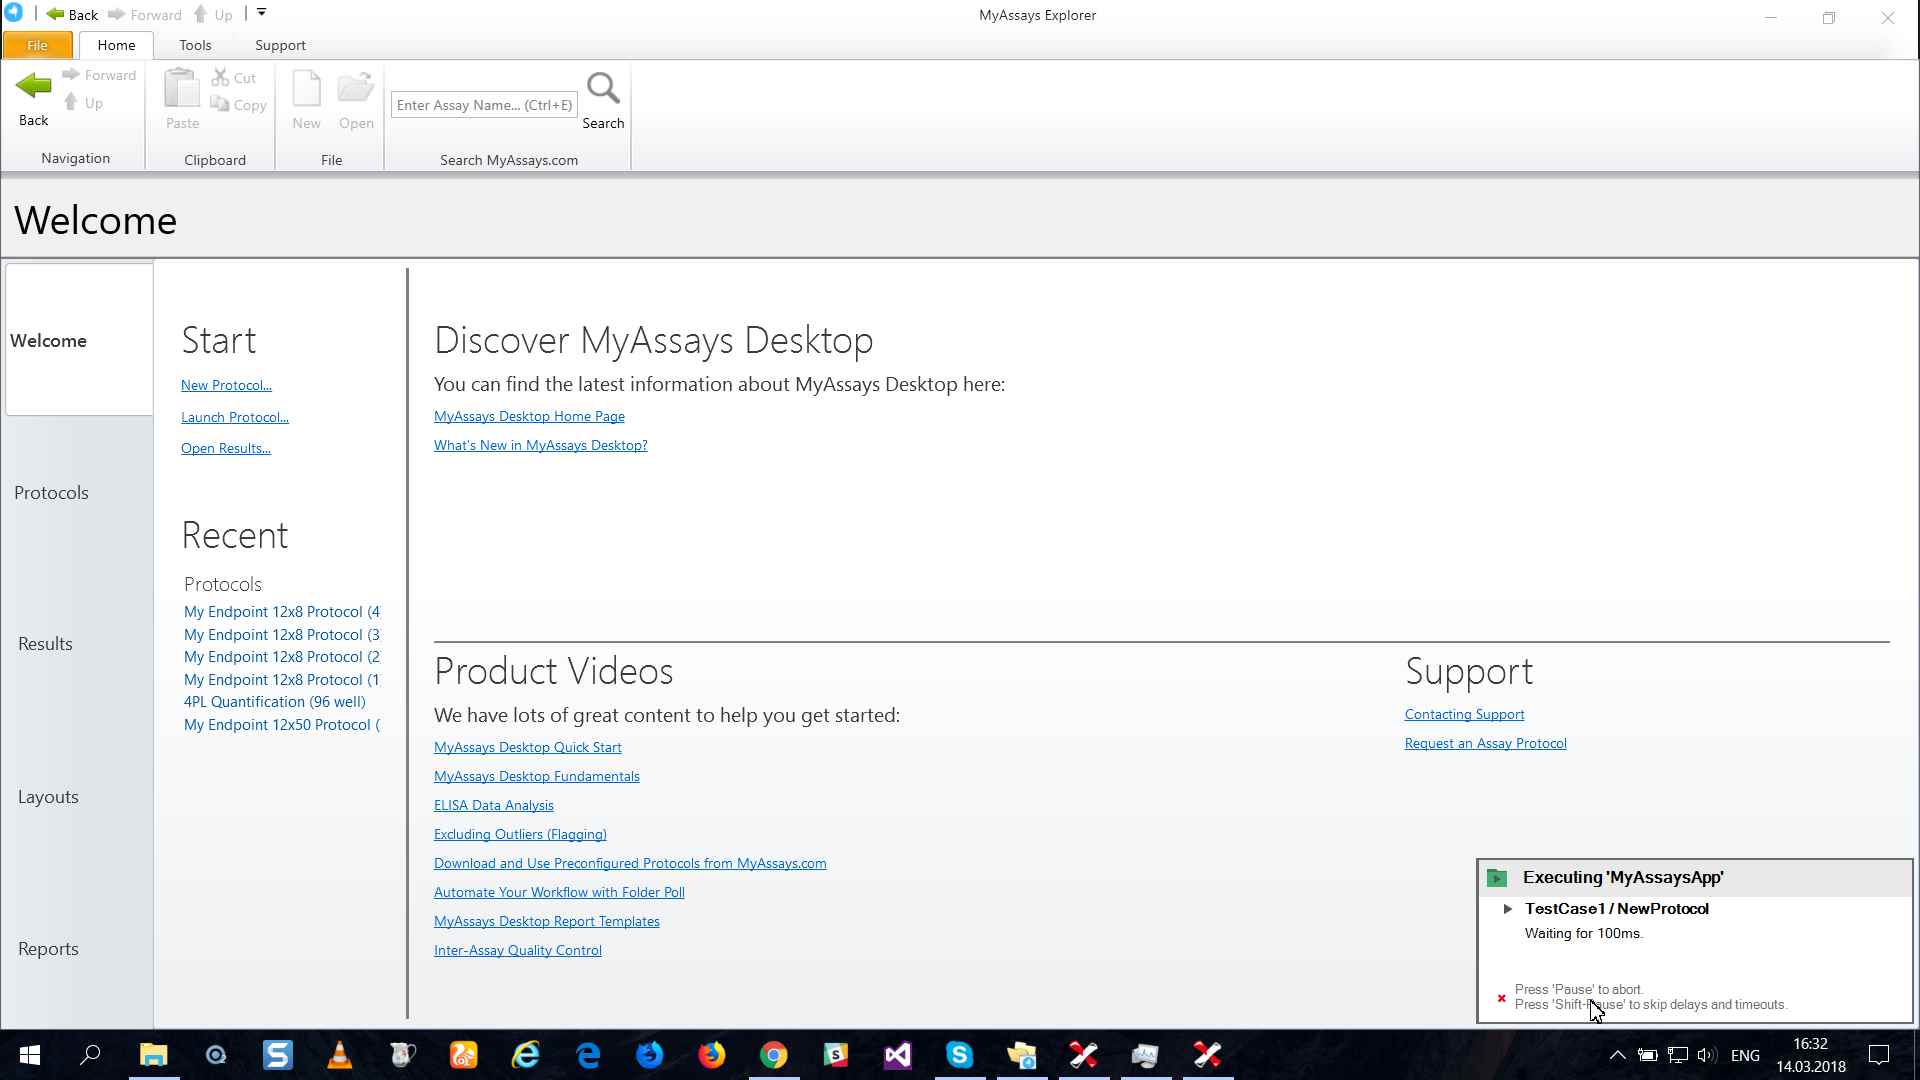 Back Forward Up
MyAssays Explorer
File Home Tools Support
Back
Forward
Up
Navigation
Paste
Cut
Copy
Clipboard
New
Open
File
Enter Assay Name... (Ctrl+E)
Search
Search MyAssays.com
Welcome
Welcome
Protocols
Results
Layouts
Reports
Start
New Protocol...
Launch Protocol...
Open Results...
Recent
Protocols
My Endpoint 12x8 Protocol (4
My Endpoint 12x8 Protocol (3
My Endpoint 12x8 Protocol (2
My Endpoint 12x8 Protocol (1
4PL Quantification (96 well)
My Endpoint 12x50 Protocol (
Discover MyAssays Desktop
You can find the latest information about MyAssays Desktop here:
MyAssays Desktop Home Page
What's New in MyAssays Desktop?
Product Videos
We have lots of great content to help you get started:
MyAssays Desktop Quick Start
MyAssays Desktop Fundamentals
ELISA Data Analysis
Excluding Outliers (Flagging)
Download and Use Preconfigured Protocols from MyAssays.com
Automate Your Workflow with Folder Poll
MyAssays Desktop Report Templates
Inter-Assay Quality Control
Support
Contacting Support
Request an Assay Protocol
Executing 'MyAssaysApp'
TestCase1 / NewProtocol
Waiting for 100ms.
Press 'Pause' to abort.
Press 'Shift-Pause' to skip delays and timeouts.
ENG
16:32
14.03.2018